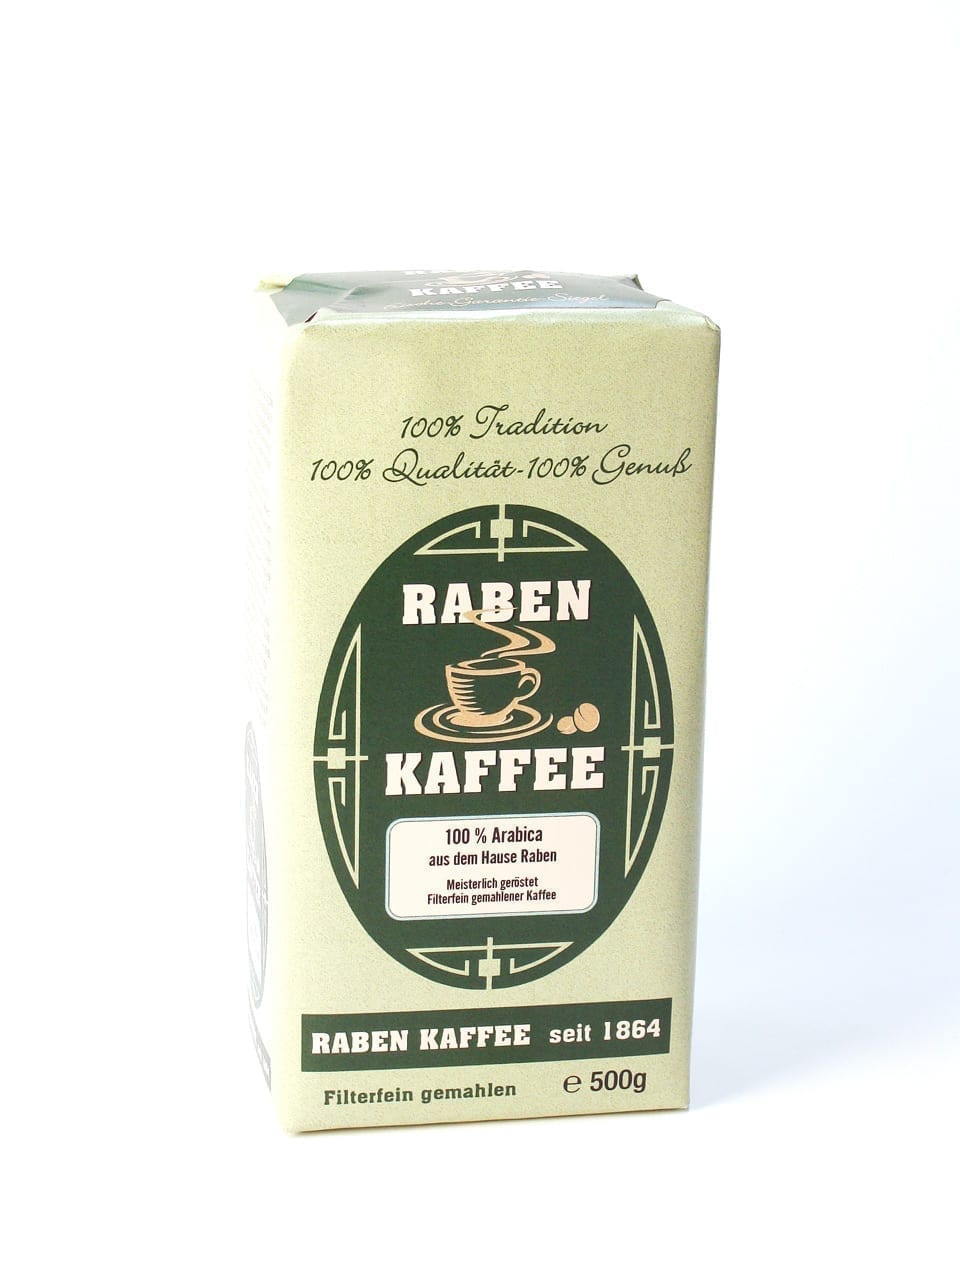 KAFFEE
100% Tradition
100% Qualität-100% Genuß
RABEN
KAFFEE
100 % Arabica
aus dem Hause Raben
Meisterlich geröstet
Filterfein gemahlener Kaffee
RABEN KAFFEE seit 1864
Filterfein gemahlen
℮ 500g